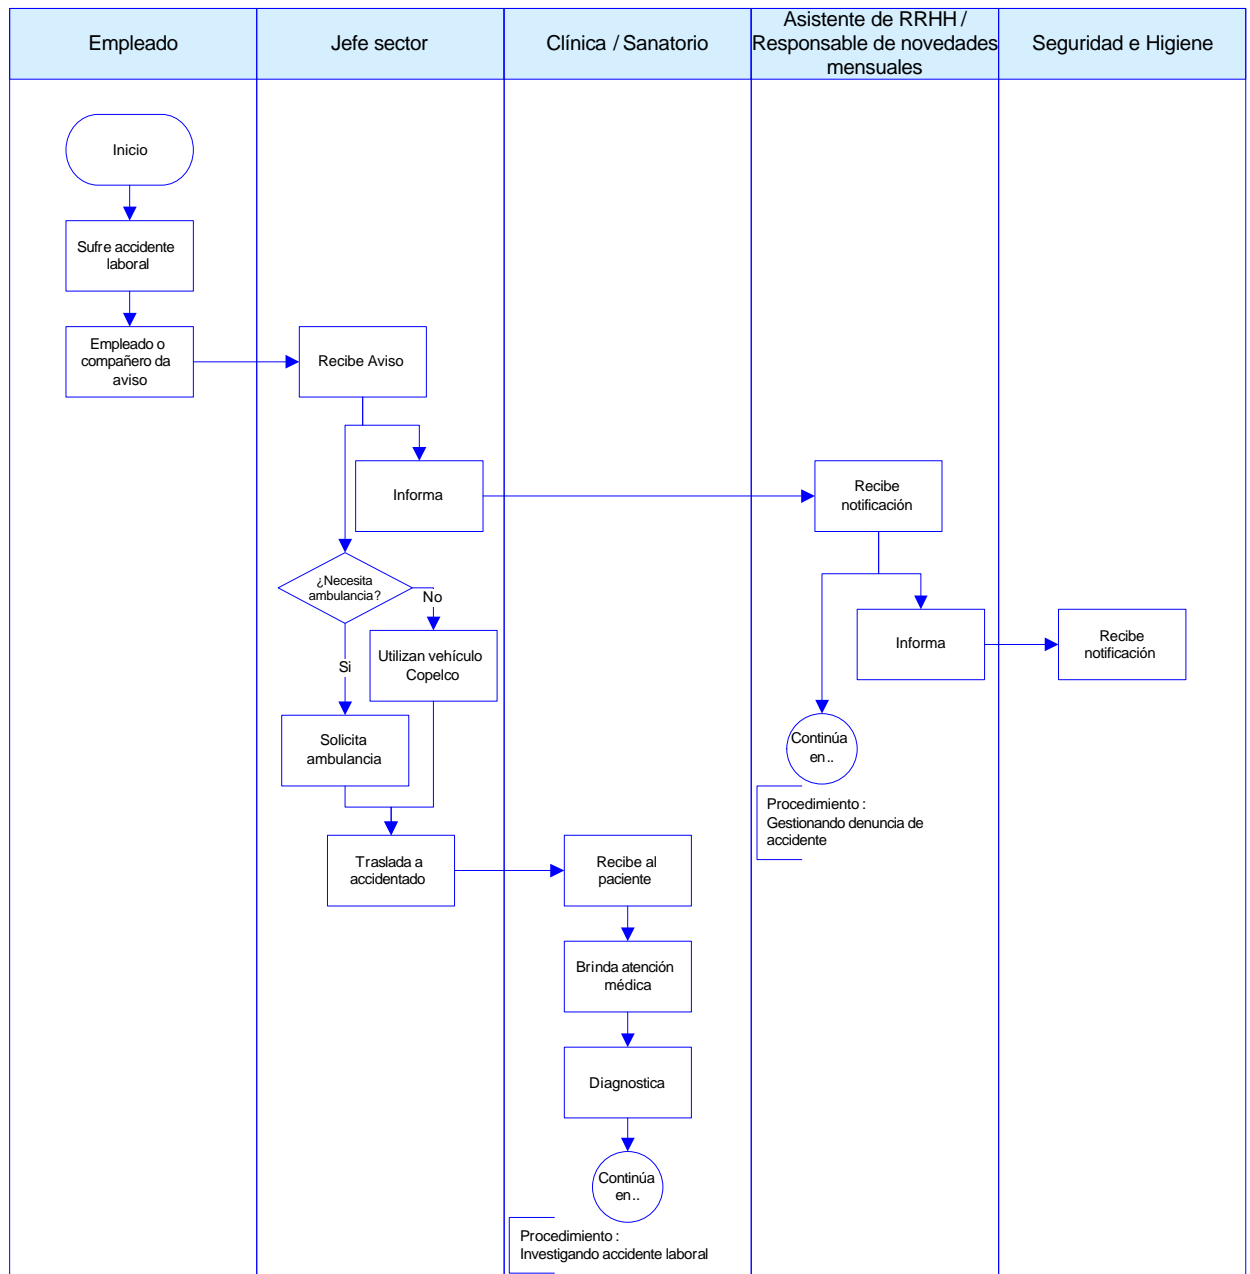 Empleado
Jefe sector
Clínica / Sanatorio
Asistente de RRHH /
Responsable de novedades
mensuales
Seguridad e Higiene
Inicio
Sufre accidente
laboral
Empleado o
compañero da
aviso
Recibe Aviso
Informa
Recibe
notificación
¿Necesita
ambulancia?
No
Si
Utilizan vehículo
Copelco
Informa
Recibe
notificación
Solicita
ambulancia
Continúa
en..
Procedimiento :
Gestionando denuncia de
accidente
Traslada a
accidentado
Recibe al
paciente
Brinda atención
médica
Diagnostica
Continúa
en..
Procedimiento :
Investigando accidente laboral